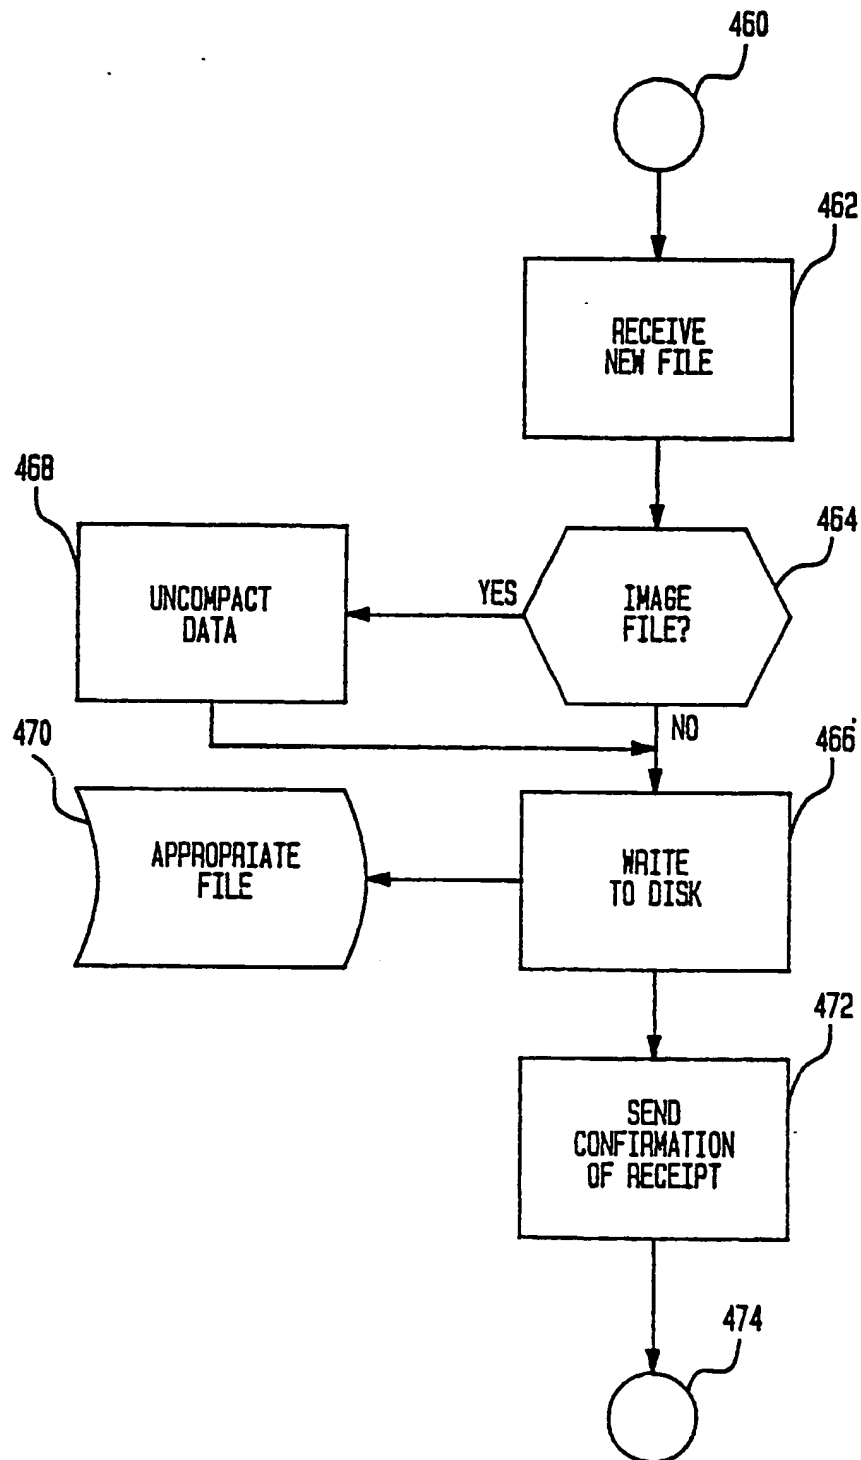 460
462
RECEIVE
NEW FILE
468
464
UNCOMPACT
DATA
YES
IMAGE
FILE?
470
NO
466
APPROPRIATE
FILE
WRITE
TO DISK
472
SEND
CONFIRMATION
OF RECEIPT
474